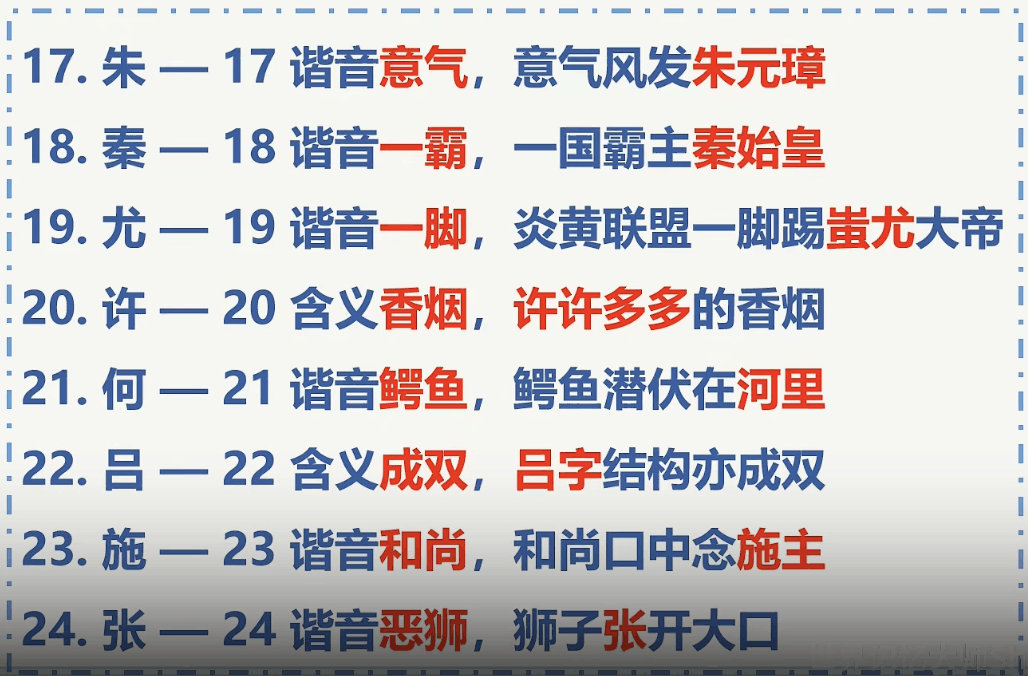 17. 朱 — 17 谐音意气，意气风发朱元璋
18. 秦 — 18 谐音一霸，一国霸主秦始皇
19. 尤 — 19 谐音一脚，炎黄联盟一脚踢蚩尤大帝
20. 许 — 20 含义香烟，许许多多的香烟
21. 何 — 21 谐音鳄鱼，鳄鱼潜伏在河里
22. 吕 — 22 含义成双，吕字结构亦成双
23. 施 — 23 谐音和尚，和尚口中念施主
24. 张 — 24 谐音恶狮，狮子张开大口